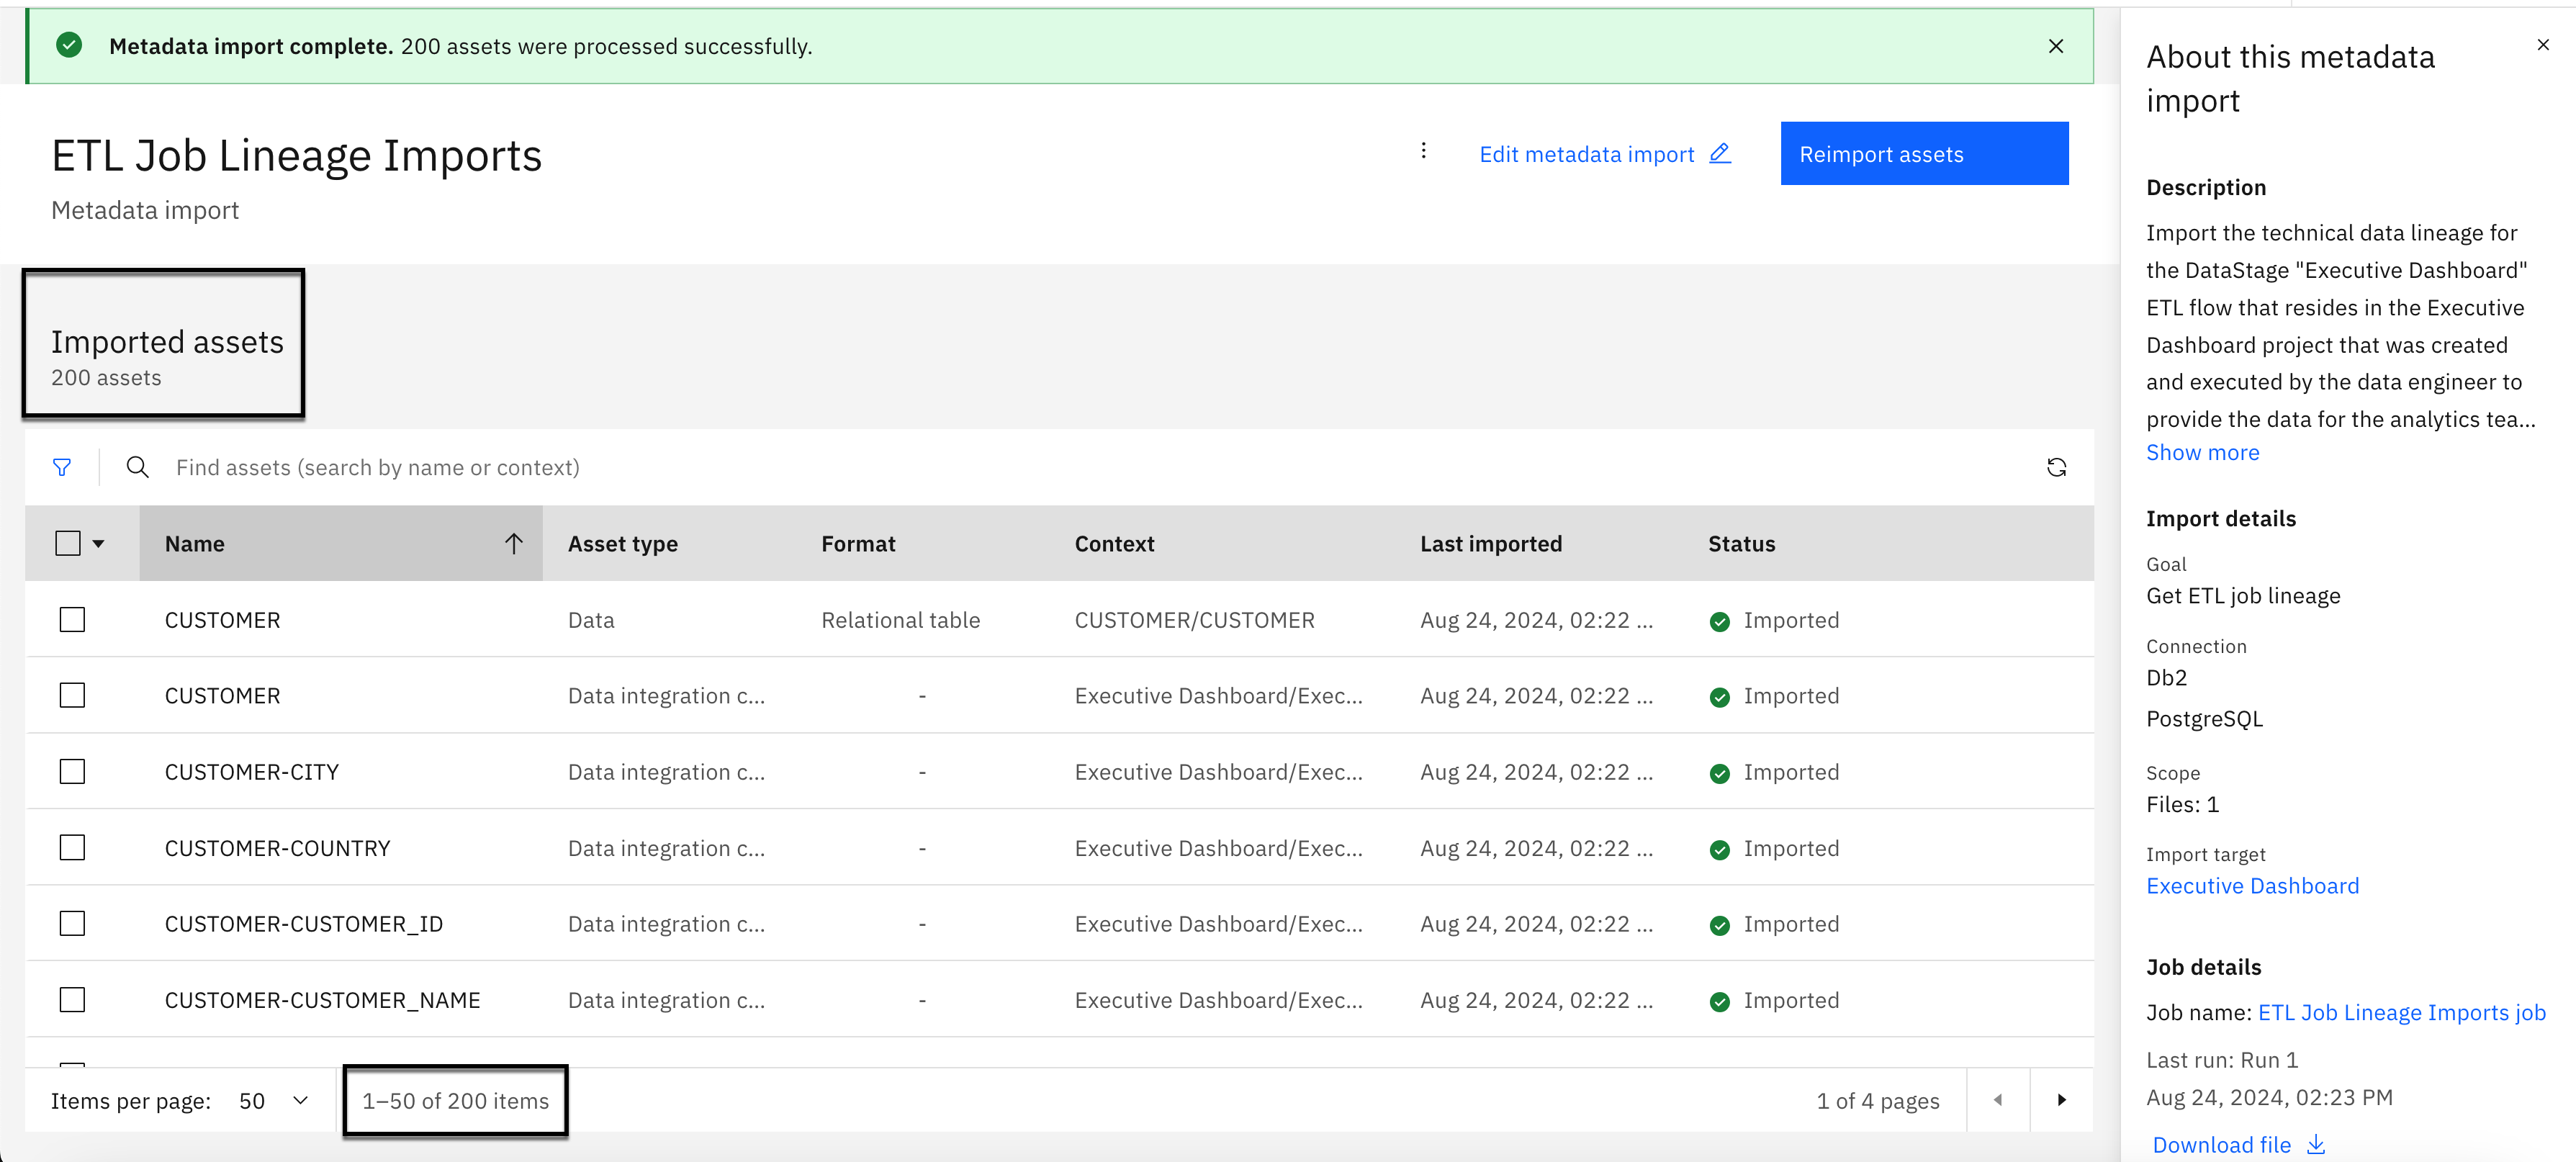 Metadata import complete. 200 assets were processed successfully.
ETL Job Lineage Imports
Metadata import
Edit metadata import
Reimport assets
Imported assets
200 assets
Find assets (search by name or context)
Name Asset type Format Context Last imported Status
CUSTOMER Data Relational table CUSTOMER/CUSTOMER Aug 24, 2024, 02:22 ... Imported
CUSTOMER Data integration c... - Executive Dashboard/Exec... Aug 24, 2024, 02:22 ... Imported
CUSTOMER-CITY Data integration c... - Executive Dashboard/Exec... Aug 24, 2024, 02:22 ... Imported
CUSTOMER-COUNTRY Data integration c... - Executive Dashboard/Exec... Aug 24, 2024, 02:22 ... Imported
CUSTOMER-CUSTOMER_ID Data integration c... - Executive Dashboard/Exec... Aug 24, 2024, 02:22 ... Imported
CUSTOMER-CUSTOMER_NAME Data integration c... - Executive Dashboard/Exec... Aug 24, 2024, 02:22 ... Imported
Items per page: 50 1–50 of 200 items 1 of 4 pages
About this metadata
import
Description
Import the technical data lineage for
the DataStage "Executive Dashboard"
ETL flow that resides in the Executive
Dashboard project that was created
and executed by the data engineer to
provide the data for the analytics tea...
Show more
Import details
Goal
Get ETL job lineage
Connection
Db2
PostgreSQL
Scope
Files: 1
Import target
Executive Dashboard
Job details
Job name: ETL Job Lineage Imports job
Last run: Run 1
Aug 24, 2024, 02:23 PM
Download file